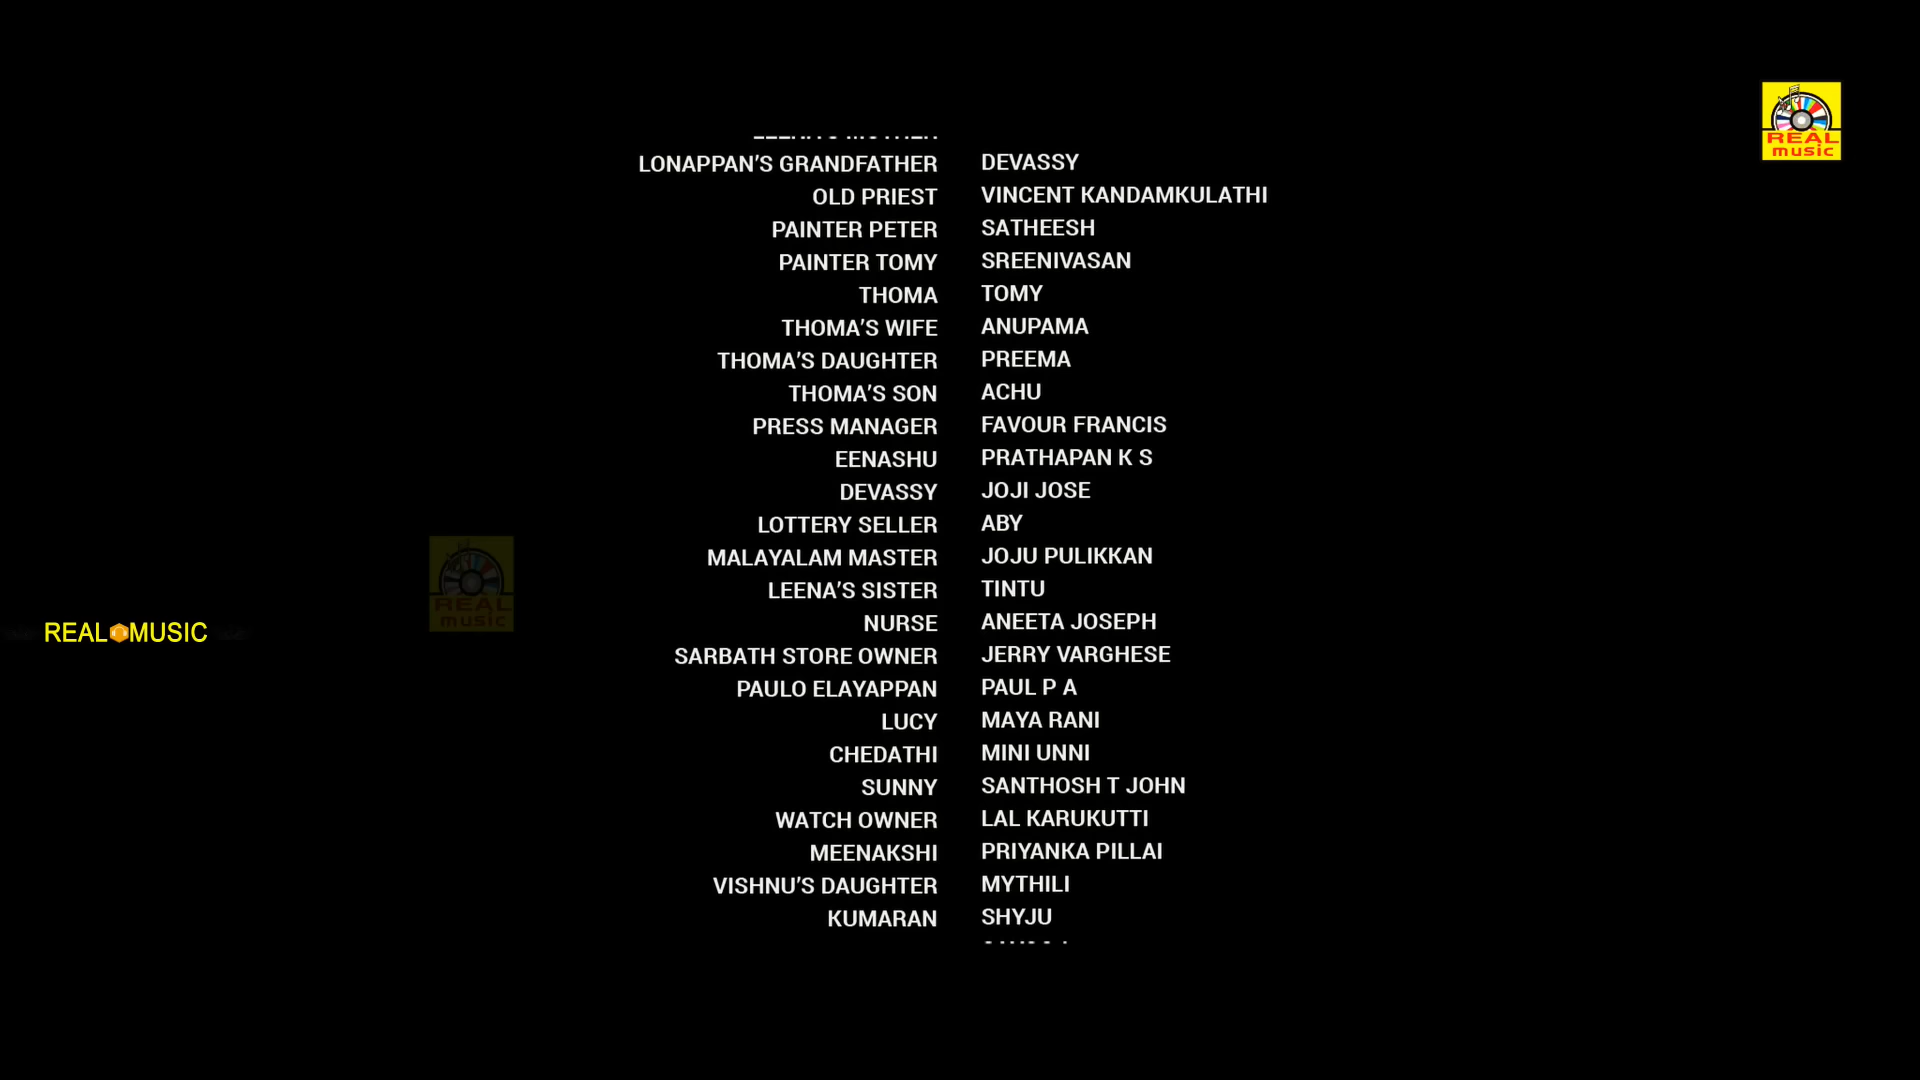 REAL
music
LONAPPAN’S GRANDFATHER DEVASSY
OLD PRIEST VINCENT KANDAMKULATHI
PAINTER PETER SATHEESH
PAINTER TOMY SREENIVASAN
THOMA TOMY
THOMA’S WIFE ANUPAMA
THOMA’S DAUGHTER PREEMA
THOMA’S SON ACHU
PRESS MANAGER FAVOUR FRANCIS
EENASHU PRATHAPAN K S
DEVASSY JOJI JOSE
LOTTERY SELLER ABY
MALAYALAM MASTER JOJU PULIKKAN
LEENA’S SISTER TINTU
NURSE ANEETA JOSEPH
SARBATH STORE OWNER JERRY VARGHESE
PAULO ELAYAPPAN PAUL P A
LUCY MAYA RANI
CHEDATHI MINI UNNI
SUNNY SANTHOSH T JOHN
WATCH OWNER LAL KARUKUTTI
MEENAKSHI PRIYANKA PILLAI
VISHNU’S DAUGHTER MYTHILI
KUMARAN SHYJU
REAL
music
REAL MUSIC